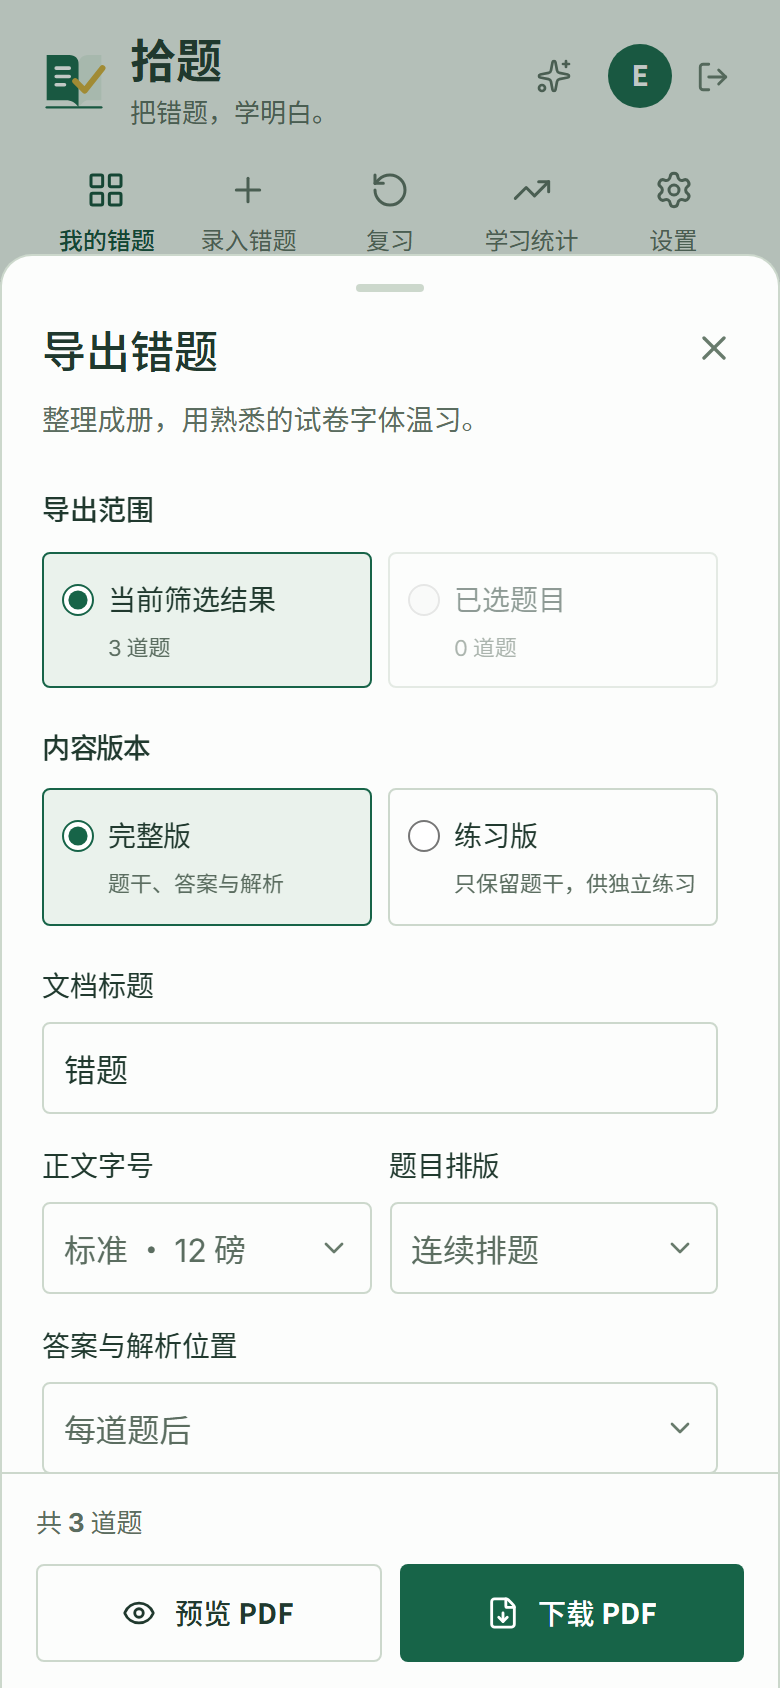 拾题
把错题，学明白。
E
我的错题
录入错题
复习
学习统计
设置
导出错题
整理成册，用熟悉的试卷字体温习。
导出范围
当前筛选结果
3 道题
已选题目
0 道题
内容版本
完整版
题干、答案与解析
练习版
只保留题干，供独立练习
文档标题
错题
正文字号
题目排版
标准 · 12 磅
连续排题
答案与解析位置
每道题后
共 3 道题
预览 PDF
下载 PDF